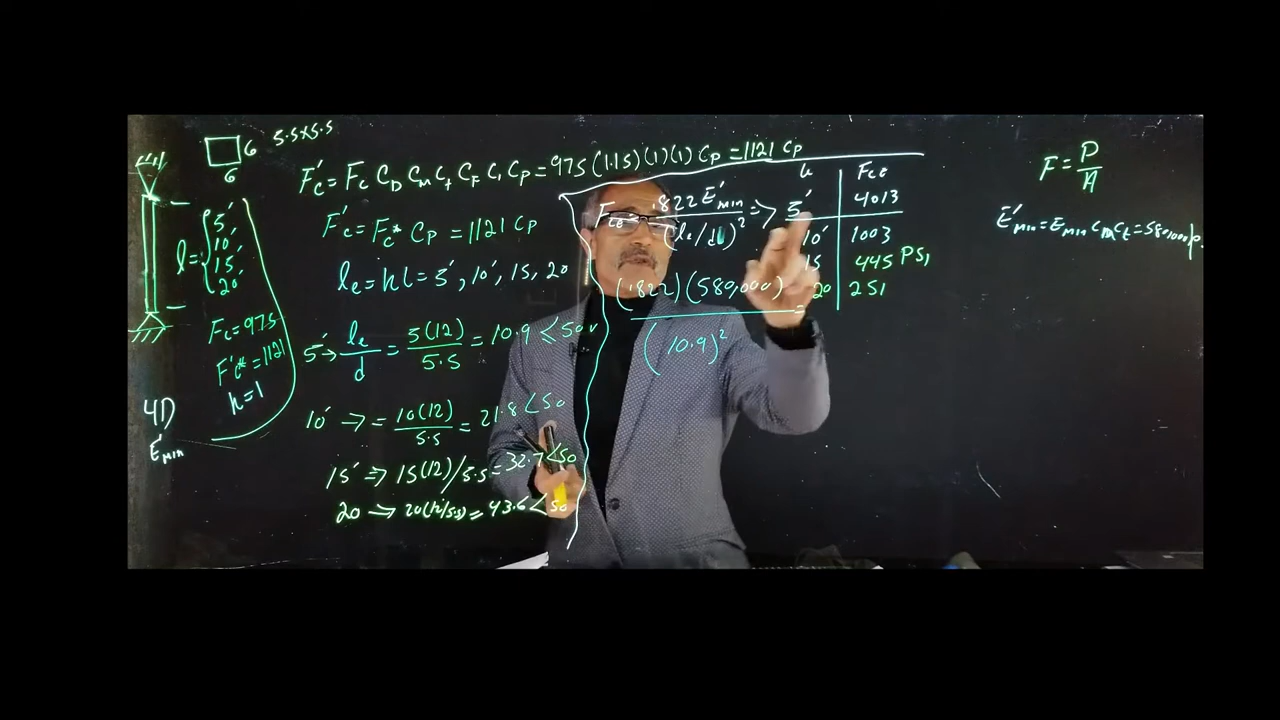 6
6
5.5x5.5
l =
5'
10'
15'
20'
Fc = 975
F'c* = 1121
k = 1
4D
E'min
F'c = Fc CD CM Ct CF Ci Cp = 975 (1.15)(1)(1) Cp = 1121 Cp
F'c = Fc* Cp = 1121 Cp
le = kl = 5', 10', 15, 20
5' → le/d = 5(12)/5.5 = 10.9 ≤ 50 ✓
10' → = 10(12)/5.5 = 21.8 < 50
15' ⇒ 15(12)/5.5 = 32.7 < 50
20 → 20(12/5.5) = 43.6 < 50
.822 E'min / (le/d)² =>
(.822)(580,000) / (10.9)² =
FcE
5' 4013
10' 1003
15 445 PSi
20 251
F = P/A
E'min = Emin CM Ct = 580,000 p